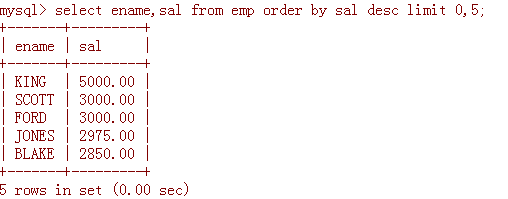 mysql> select ename,sal from emp order by sal desc limit 0,5;
+-------+---------+
| ename | sal     |
+-------+---------+
| KING  | 5000.00 |
| SCOTT | 3000.00 |
| FORD  | 3000.00 |
| JONES | 2975.00 |
| BLAKE | 2850.00 |
+-------+---------+
5 rows in set (0.00 sec)